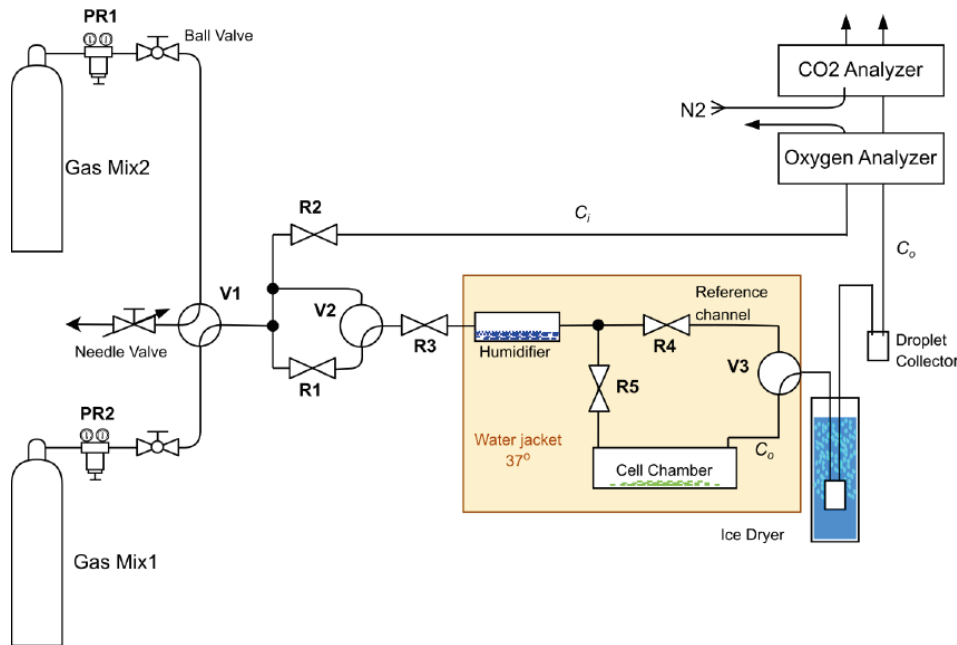 PR1
Ball Valve
CO2 Analyzer
N2
Gas Mix2
Oxygen Analyzer
R2
Ci
Co
V1
V2
Reference
channel
Needle Valve
R3
Humidifier
R4
Droplet
Collector
R1
V3
R5
PR2
Water jacket
37º
Co
Cell Chamber
Ice Dryer
Gas Mix1